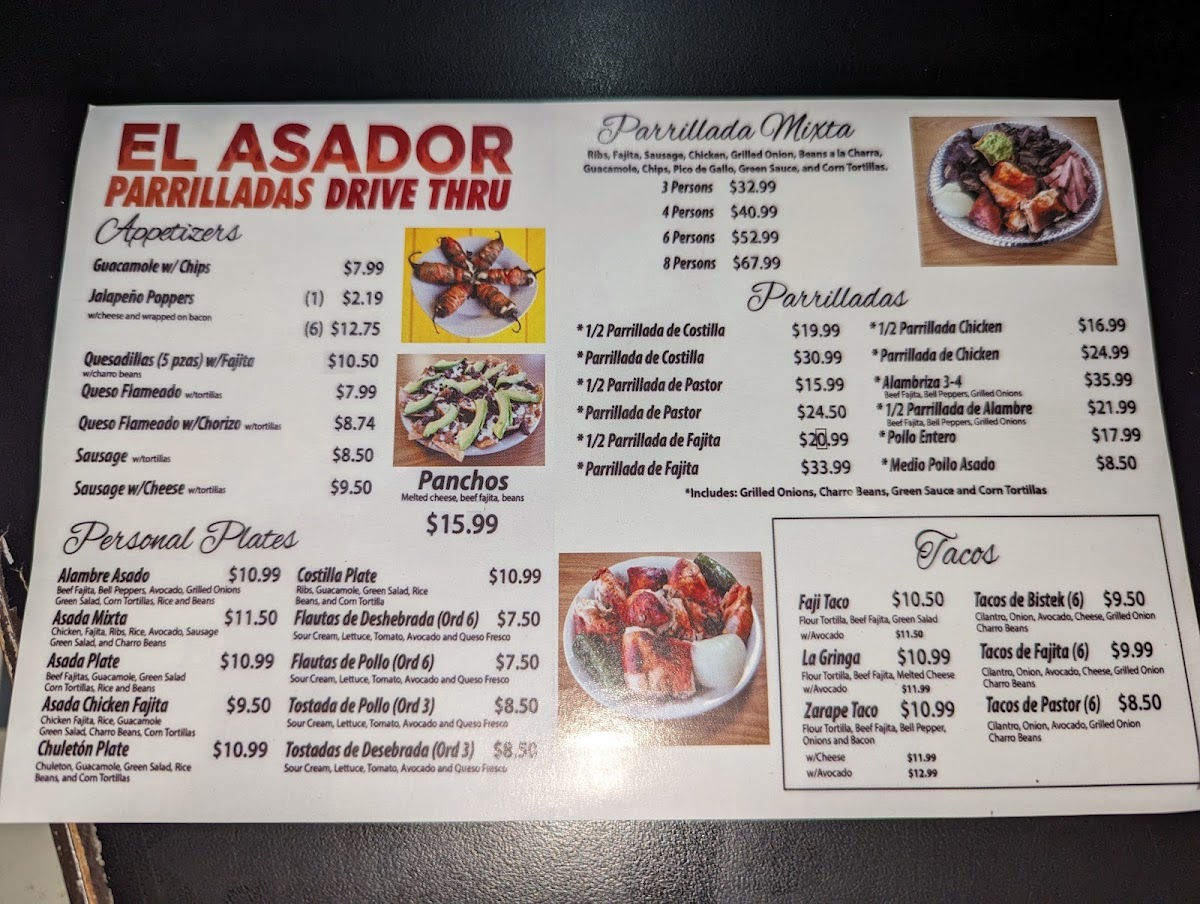 EL ASADOR
PARRILLADAS DRIVE THRU
Appetizers
Guacamole w/ Chips $7.99
Jalapeño Poppers (1) $2.19
w/cheese and wrapped on bacon
(6) $12.75
Quesadillas (5 pzas) w/Fajita $10.50
w/charro beans
Queso Flameado w/tortillas $7.99
Queso Flameado w/Chorizo w/tortillas $8.74
Sausage w/tortillas $8.50
Sausage w/Cheese w/tortillas $9.50
Panchos
Melted cheese, beef fajita, beans
$15.99
Personal Plates
Alambre Asado $10.99
Beef Fajita, Bell Peppers, Avocado, Grilled Onions
Green Salad, Corn Tortillas, Rice and Beans
Asada Mixta $11.50
Chicken, Fajita, Ribs, Rice, Avocado, Sausage
Green Salad, and Charro Beans
Asada Plate $10.99
Beef Fajitas, Guacamole, Green Salad
Corn Tortillas, Rice and Beans
Asada Chicken Fajita $9.50
Chicken Fajita, Rice, Guacamole
Green Salad, Charro Beans, Corn Tortillas
Chuletón Plate $10.99
Chuleton, Guacamole, Green Salad, Rice
Beans, and Corn Tortillas
Costilla Plate $10.99
Ribs, Guacamole, Green Salad, Rice
Beans, and Corn Tortilla
Flautas de Deshebrada (Ord 6) $7.50
Sour Cream, Lettuce, Tomato, Avocado and Queso Fresco
Flautas de Pollo (Ord 6) $7.50
Sour Cream, Lettuce, Tomato, Avocado and Queso Fresco
Tostada de Pollo (Ord 3) $8.50
Sour Cream, Lettuce, Tomato, Avocado and Queso Fresco
Tostadas de Desebrada (Ord 3) $8.50
Sour Cream, Lettuce, Tomato, Avocado and Queso Fresco
Parrillada Mixta
Ribs, Fajita, Sausage, Chicken, Grilled Onion, Beans a la Charra,
Guacamole, Chips, Pico de Gallo, Green Sauce, and Corn Tortillas.
3 Persons $32.99
4 Persons $40.99
6 Persons $52.99
8 Persons $67.99
Parrilladas
*1/2 Parrillada de Costilla $19.99
*Parrillada de Costilla $30.99
*1/2 Parrillada de Pastor $15.99
*Parrillada de Pastor $24.50
*1/2 Parrillada de Fajita $20.99
*Parrillada de Fajita $33.99
*1/2 Parrillada Chicken $16.99
*Parrillada de Chicken $24.99
*Alambriza 3-4 $35.99
Beef Fajita, Bell Peppers, Grilled Onions
*1/2 Parrillada de Alambre $21.99
Beef Fajita, Bell Peppers, Grilled Onions
*Pollo Entero $17.99
*Medio Pollo Asado $8.50
*Includes: Grilled Onions, Charro Beans, Green Sauce and Corn Tortillas
Tacos
Faji Taco $10.50
Flour Tortilla, Beef Fajita, Green Salad
w/Avocado $11.50
La Gringa $10.99
Flour Tortilla, Beef Fajita, Melted Cheese
w/Avocado $11.99
Zarape Taco $10.99
Flour Tortilla, Beef Fajita, Bell Pepper,
Onions and Bacon
w/Cheese $11.99
w/Avocado $12.99
Tacos de Bistek (6) $9.50
Cilantro, Onion, Avocado, Cheese, Grilled Onion
Charro Beans
Tacos de Fajita (6) $9.99
Cilantro, Onion, Avocado, Cheese, Grilled Onion
Charro Beans
Tacos de Pastor (6) $8.50
Cilantro, Onion, Avocado, Grilled Onion
Charro Beans